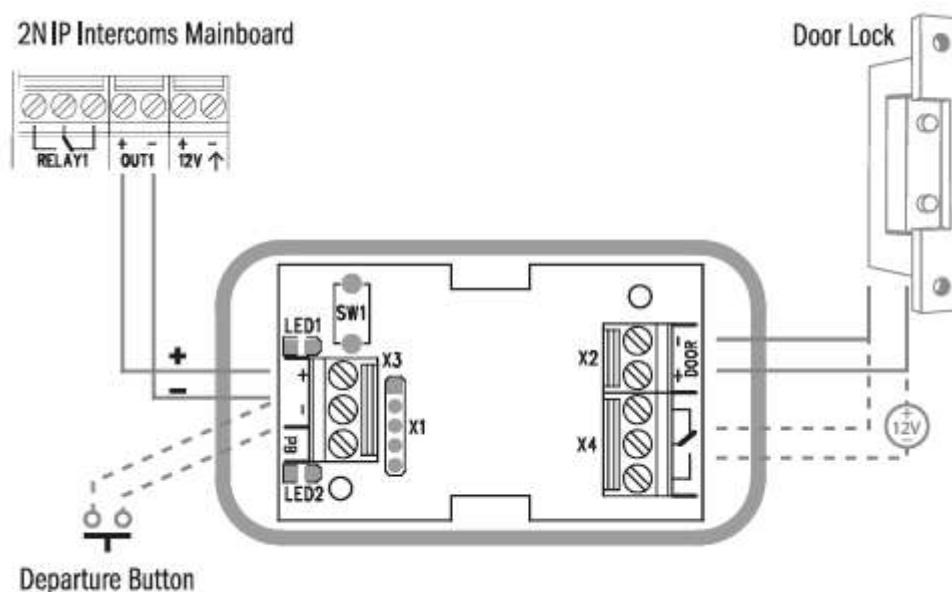 2N IP Intercoms Mainboard
Door Lock
+ - + -
RELAY1 OUT1 12V ↑
SW1
LED1
+
-
+
-
X3
X1
PB
LED2
X2
-
+
DOOR
X4
+
12V
-
Departure Button